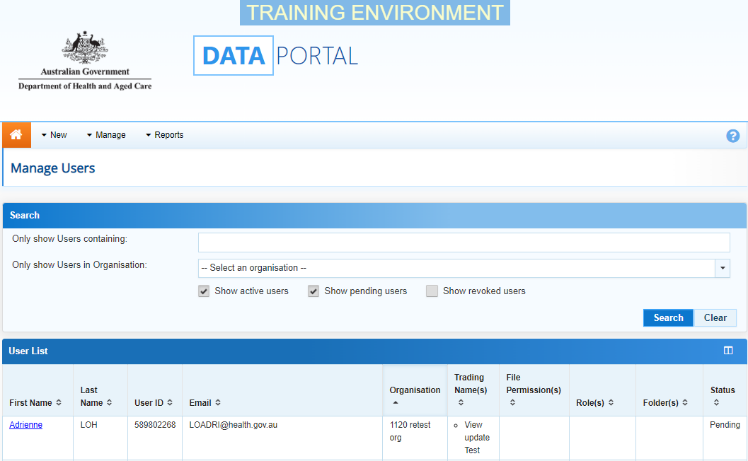 TRAINING ENVIRONMENT
Australian Government
Department of Health and Aged Care
DATA PORTAL
New Manage Reports ?
Manage Users
Search
Only show Users containing:
Only show Users in Organisation: -- Select an organisation --
Show active users Show pending users Show revoked users
Search Clear
User List
First Name Last Name User ID Email Organisation Trading Name(s) File Permission(s) Role(s) Folder(s) Status
Adrienne LOH 589802268 LOADRI@health.gov.au 1120 retest org View update Test Pending